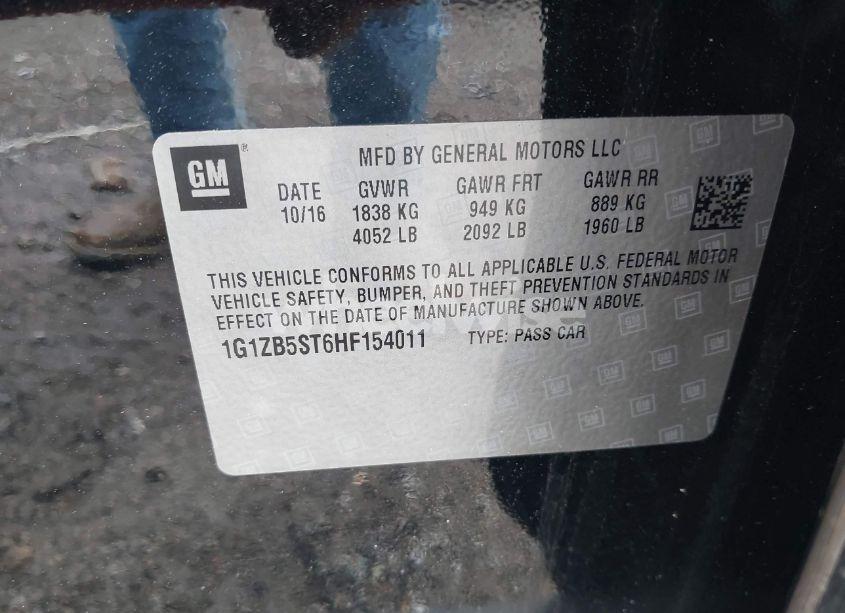 GM® MFD BY GENERAL MOTORS LLC
DATE GVWR GAWR FRT GAWR RR
10/16 1838 KG 949 KG 889 KG
4052 LB 2092 LB 1960 LB
THIS VEHICLE CONFORMS TO ALL APPLICABLE U.S. FEDERAL MOTOR
VEHICLE SAFETY, BUMPER, AND THEFT PREVENTION STANDARDS IN
EFFECT ON THE DATE OF MANUFACTURE SHOWN ABOVE.
1G1ZB5ST6HF154011 TYPE: PASS CAR